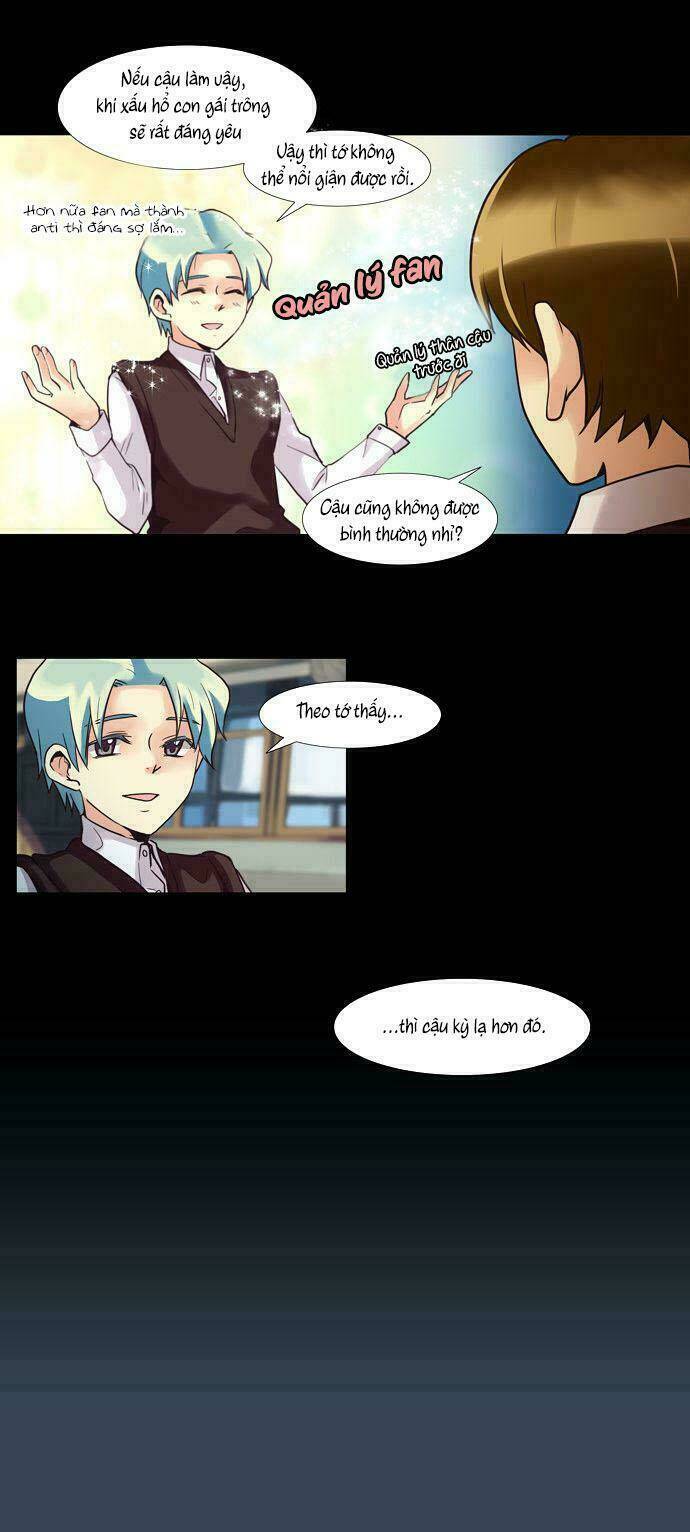 Nếu cậu làm vậy,
khi xấu hổ con gái trông
sẽ rất đáng yêu
Vậy thì tớ không
thể nổi giận được rồi.
Hơn nữa fan mà thành
anti thì đáng sợ lắm...
Quản lý fan
Quản lý thân cậu
trước đi
Cậu cũng không được
bình thường nhỉ?
Theo tớ thấy...
...thì cậu kỳ lạ hơn đó.